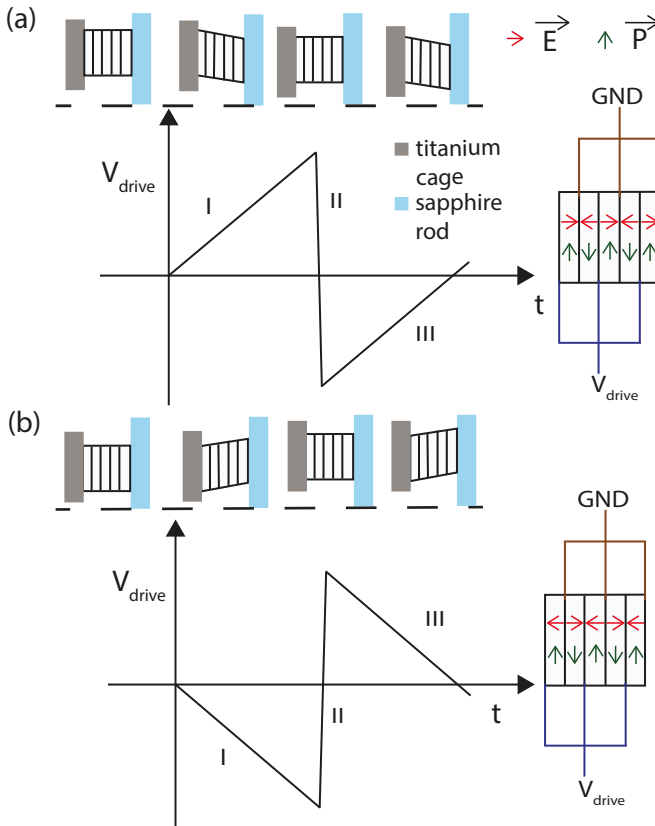 (a)
E P
GND
V drive
I II
titanium
cage
sapphire
rod
III
t
V drive
(b)
GND
V drive
III
I II
t
V drive